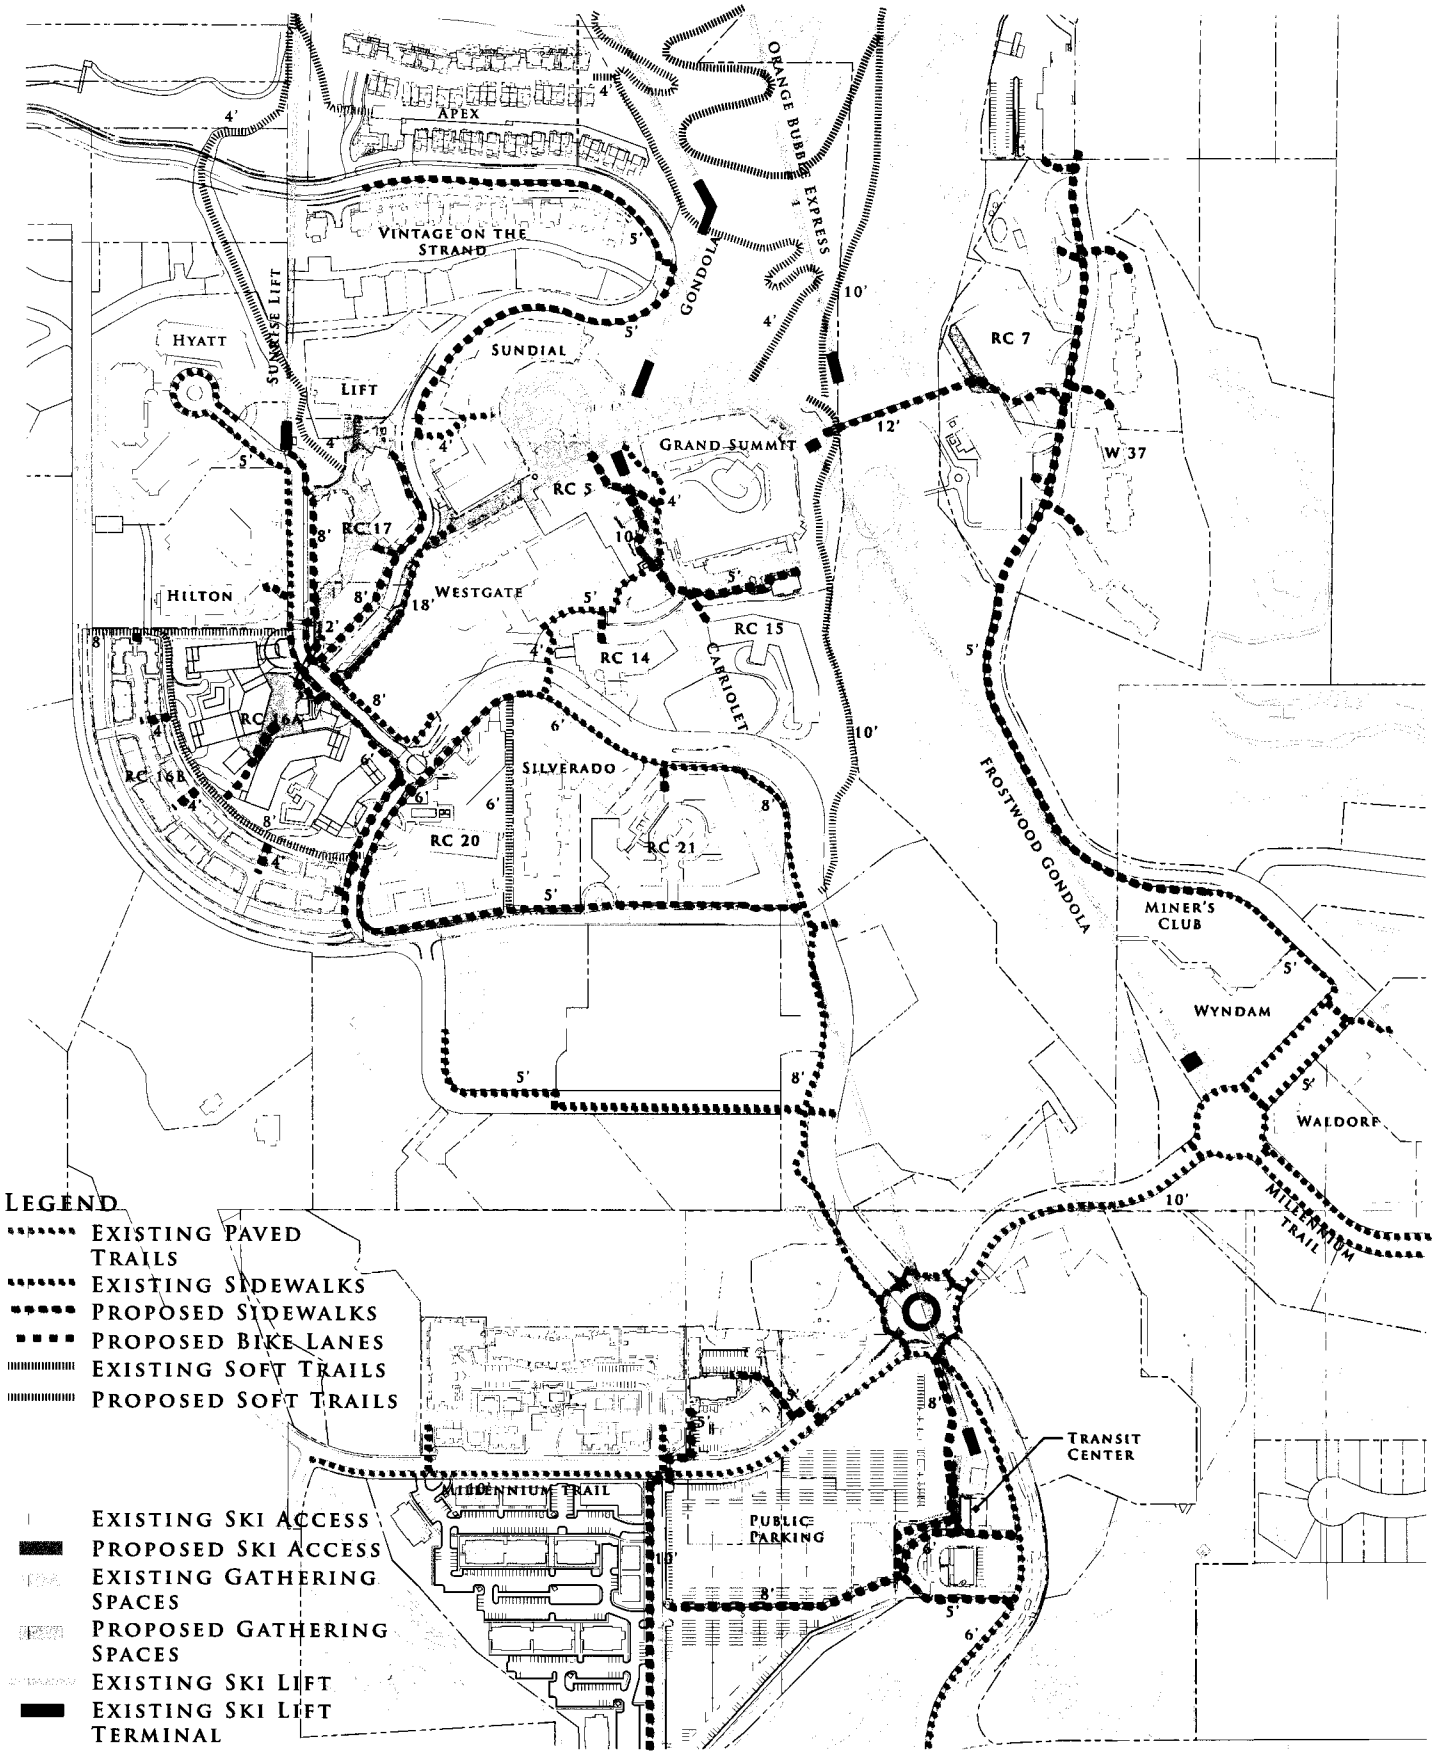 4'
APEX
4'
ORANGE BUBBLE EXPRESS
4
VINTAGE ON THE
STRAND
5'
GONDOLA
10'
SUNRISE LIFT
HYATT
5'
SUNDIAL
4'
RC 7
LIFT
12'
4'
4'
GRAND SUMMIT
5'
W 37
RC 5
4'
RC 17
8'
10'
5'
HILTON
8'
18'
WESTGATE
5'
12'
RC 15
8'
4'
RC 14
5'
CABRIOLET
8'
RC 16A
4'
6'
10'
6'
SILVERADO
FROSTWOOD GONDOLA
RC 16B
4'
6'
6'
8'
8'
RC 20
RC 21
4'
5'
MINER'S
CLUB
5'
WYNDAM
5'
8'
5'
WALDORF
10'
MILLENNIUM
TRAIL
LEGEND
EXISTING PAVED
TRAILS
EXISTING SIDEWALKS
PROPOSED SIDEWALKS
PROPOSED BIKE LANES
EXISTING SOFT TRAILS
PROPOSED SOFT TRAILS
8'
5'
TRANSIT
CENTER
MILLENNIUM TRAIL
10'
PUBLIC
PARKING
10'
6'
8'
5'
6'
EXISTING SKI ACCESS
PROPOSED SKI ACCESS
EXISTING GATHERING
SPACES
PROPOSED GATHERING
SPACES
EXISTING SKI LIFT
EXISTING SKI LIFT
TERMINAL